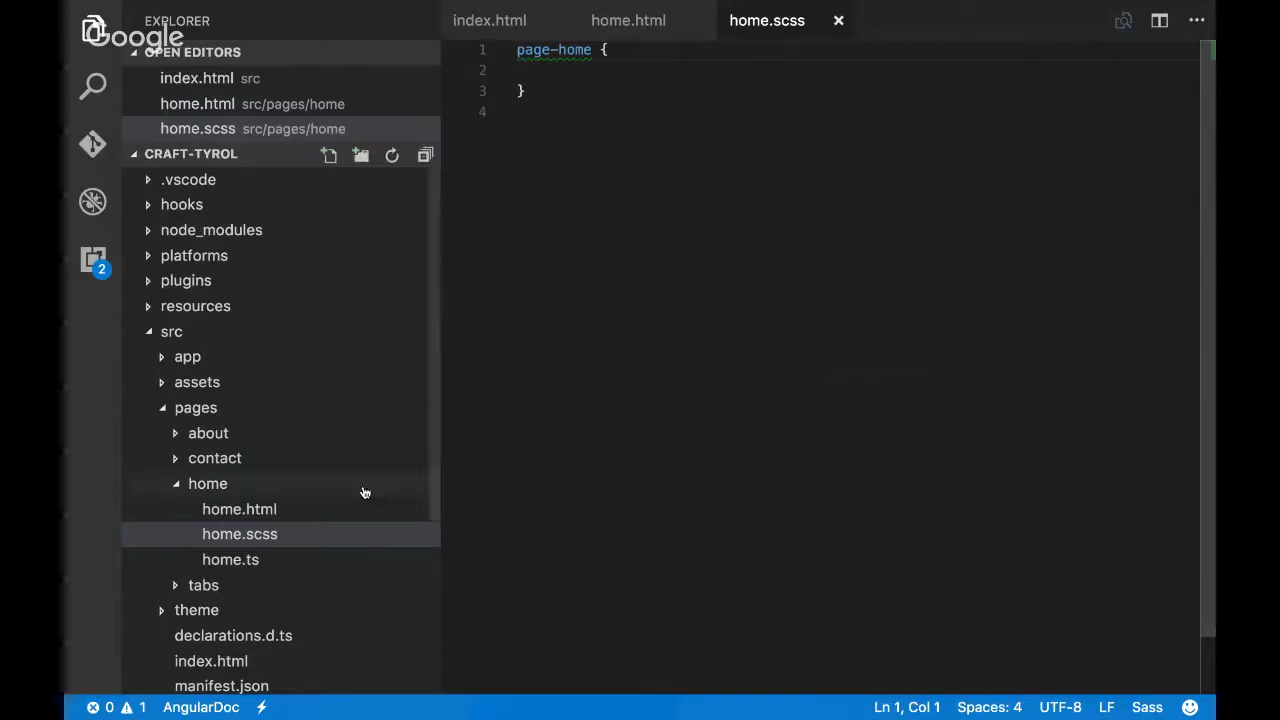 Google
EXPLORER
OPEN EDITORS
index.html src
home.html src/pages/home
home.scss src/pages/home
CRAFT-TYROL
.vscode
hooks
node_modules
platforms
plugins
resources
src
app
assets
pages
about
contact
home
home.html
home.scss
home.ts
tabs
theme
declarations.d.ts
index.html
manifest.json
2
index.html home.html home.scss
1 page-home {
2
3 }
4
0 1 AngularDoc Ln 1, Col 1 Spaces: 4 UTF-8 LF Sass